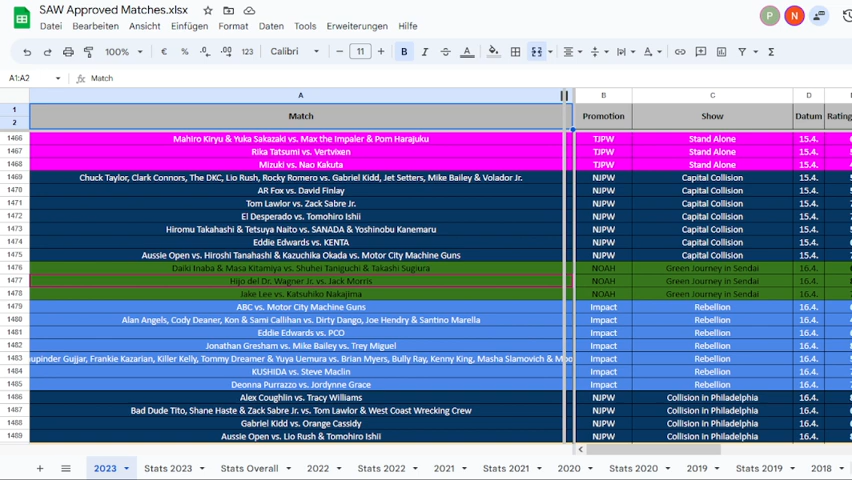 SAW Approved Matches.xlsx
P N
Datei Bearbeiten Ansicht Einfügen Format Daten Tools Erweiterungen Hilfe
100% € % .0 .00 123 Calibri − 11 + B I A
A1:A2 fx Match
A B C D
1 2 Match Promotion Show Datum Rating
1466 Mahiro Kiryu & Yuka Sakazaki vs. Max the Impaler & Pom Harajuku TJPW Stand Alone 15.4.
1467 Rika Tatsumi vs. Vertvixen TJPW Stand Alone 15.4.
1468 Mizuki vs. Nao Kakuta TJPW Stand Alone 15.4.
1469 Chuck Taylor, Clark Connors, The DKC, Lio Rush, Rocky Romero vs. Gabriel Kidd, Jet Setters, Mike Bailey & Volador Jr. NJPW Capital Collision 15.4.
1470 AR Fox vs. David Finlay NJPW Capital Collision 15.4.
1471 Tom Lawlor vs. Zack Sabre Jr. NJPW Capital Collision 15.4.
1472 El Desperado vs. Tomohiro Ishii NJPW Capital Collision 15.4.
1473 Hiromu Takahashi & Tetsuya Naito vs. SANADA & Yoshinobu Kanemaru NJPW Capital Collision 15.4.
1474 Eddie Edwards vs. KENTA NJPW Capital Collision 15.4.
1475 Aussie Open vs. Hiroshi Tanahashi & Kazuchika Okada vs. Motor City Machine Guns NJPW Capital Collision 15.4.
1476 Daiki Inaba & Masa Kitamiya vs. Shuhei Taniguchi & Takashi Sugiura NOAH Green Journey in Sendai 16.4.
1477 Hijo del Dr. Wagner Jr. vs. Jack Morris NOAH Green Journey in Sendai 16.4.
1478 Jake Lee vs. Katsuhiko Nakajima NOAH Green Journey in Sendai 16.4.
1479 ABC vs. Motor City Machine Guns Impact Rebellion 16.4.
1480 Alan Angels, Cody Deaner, Kon & Sami Callihan vs. Dirty Dango, Joe Hendry & Santino Marella Impact Rebellion 16.4.
1481 Eddie Edwards vs. PCO Impact Rebellion 16.4.
1482 Jonathan Gresham vs. Mike Bailey vs. Trey Miguel Impact Rebellion 16.4.
1483 upinder Gujjar, Frankie Kazarian, Killer Kelly, Tommy Dreamer & Yuya Uemura vs. Brian Myers, Bully Ray, Kenny King, Masha Slamovich & Moo Impact Rebellion 16.4.
1484 KUSHIDA vs. Steve Maclin Impact Rebellion 16.4.
1485 Deonna Purrazzo vs. Jordynne Grace Impact Rebellion 16.4.
1486 Alex Coughlin vs. Tracy Williams NJPW Collision in Philadelphia 16.4.
1487 Bad Dude Tito, Shane Haste & Zack Sabre Jr. vs. Tom Lawlor & West Coast Wrecking Crew NJPW Collision in Philadelphia 16.4.
1488 Gabriel Kidd vs. Orange Cassidy NJPW Collision in Philadelphia 16.4.
1489 Aussie Open vs. Lio Rush & Tomohiro Ishii NJPW Collision in Philadelphia 16.4.
+ 2023 Stats 2023 Stats Overall 2022 Stats 2022 2021 Stats 2021 2020 Stats 2020 2019 Stats 2019 2018